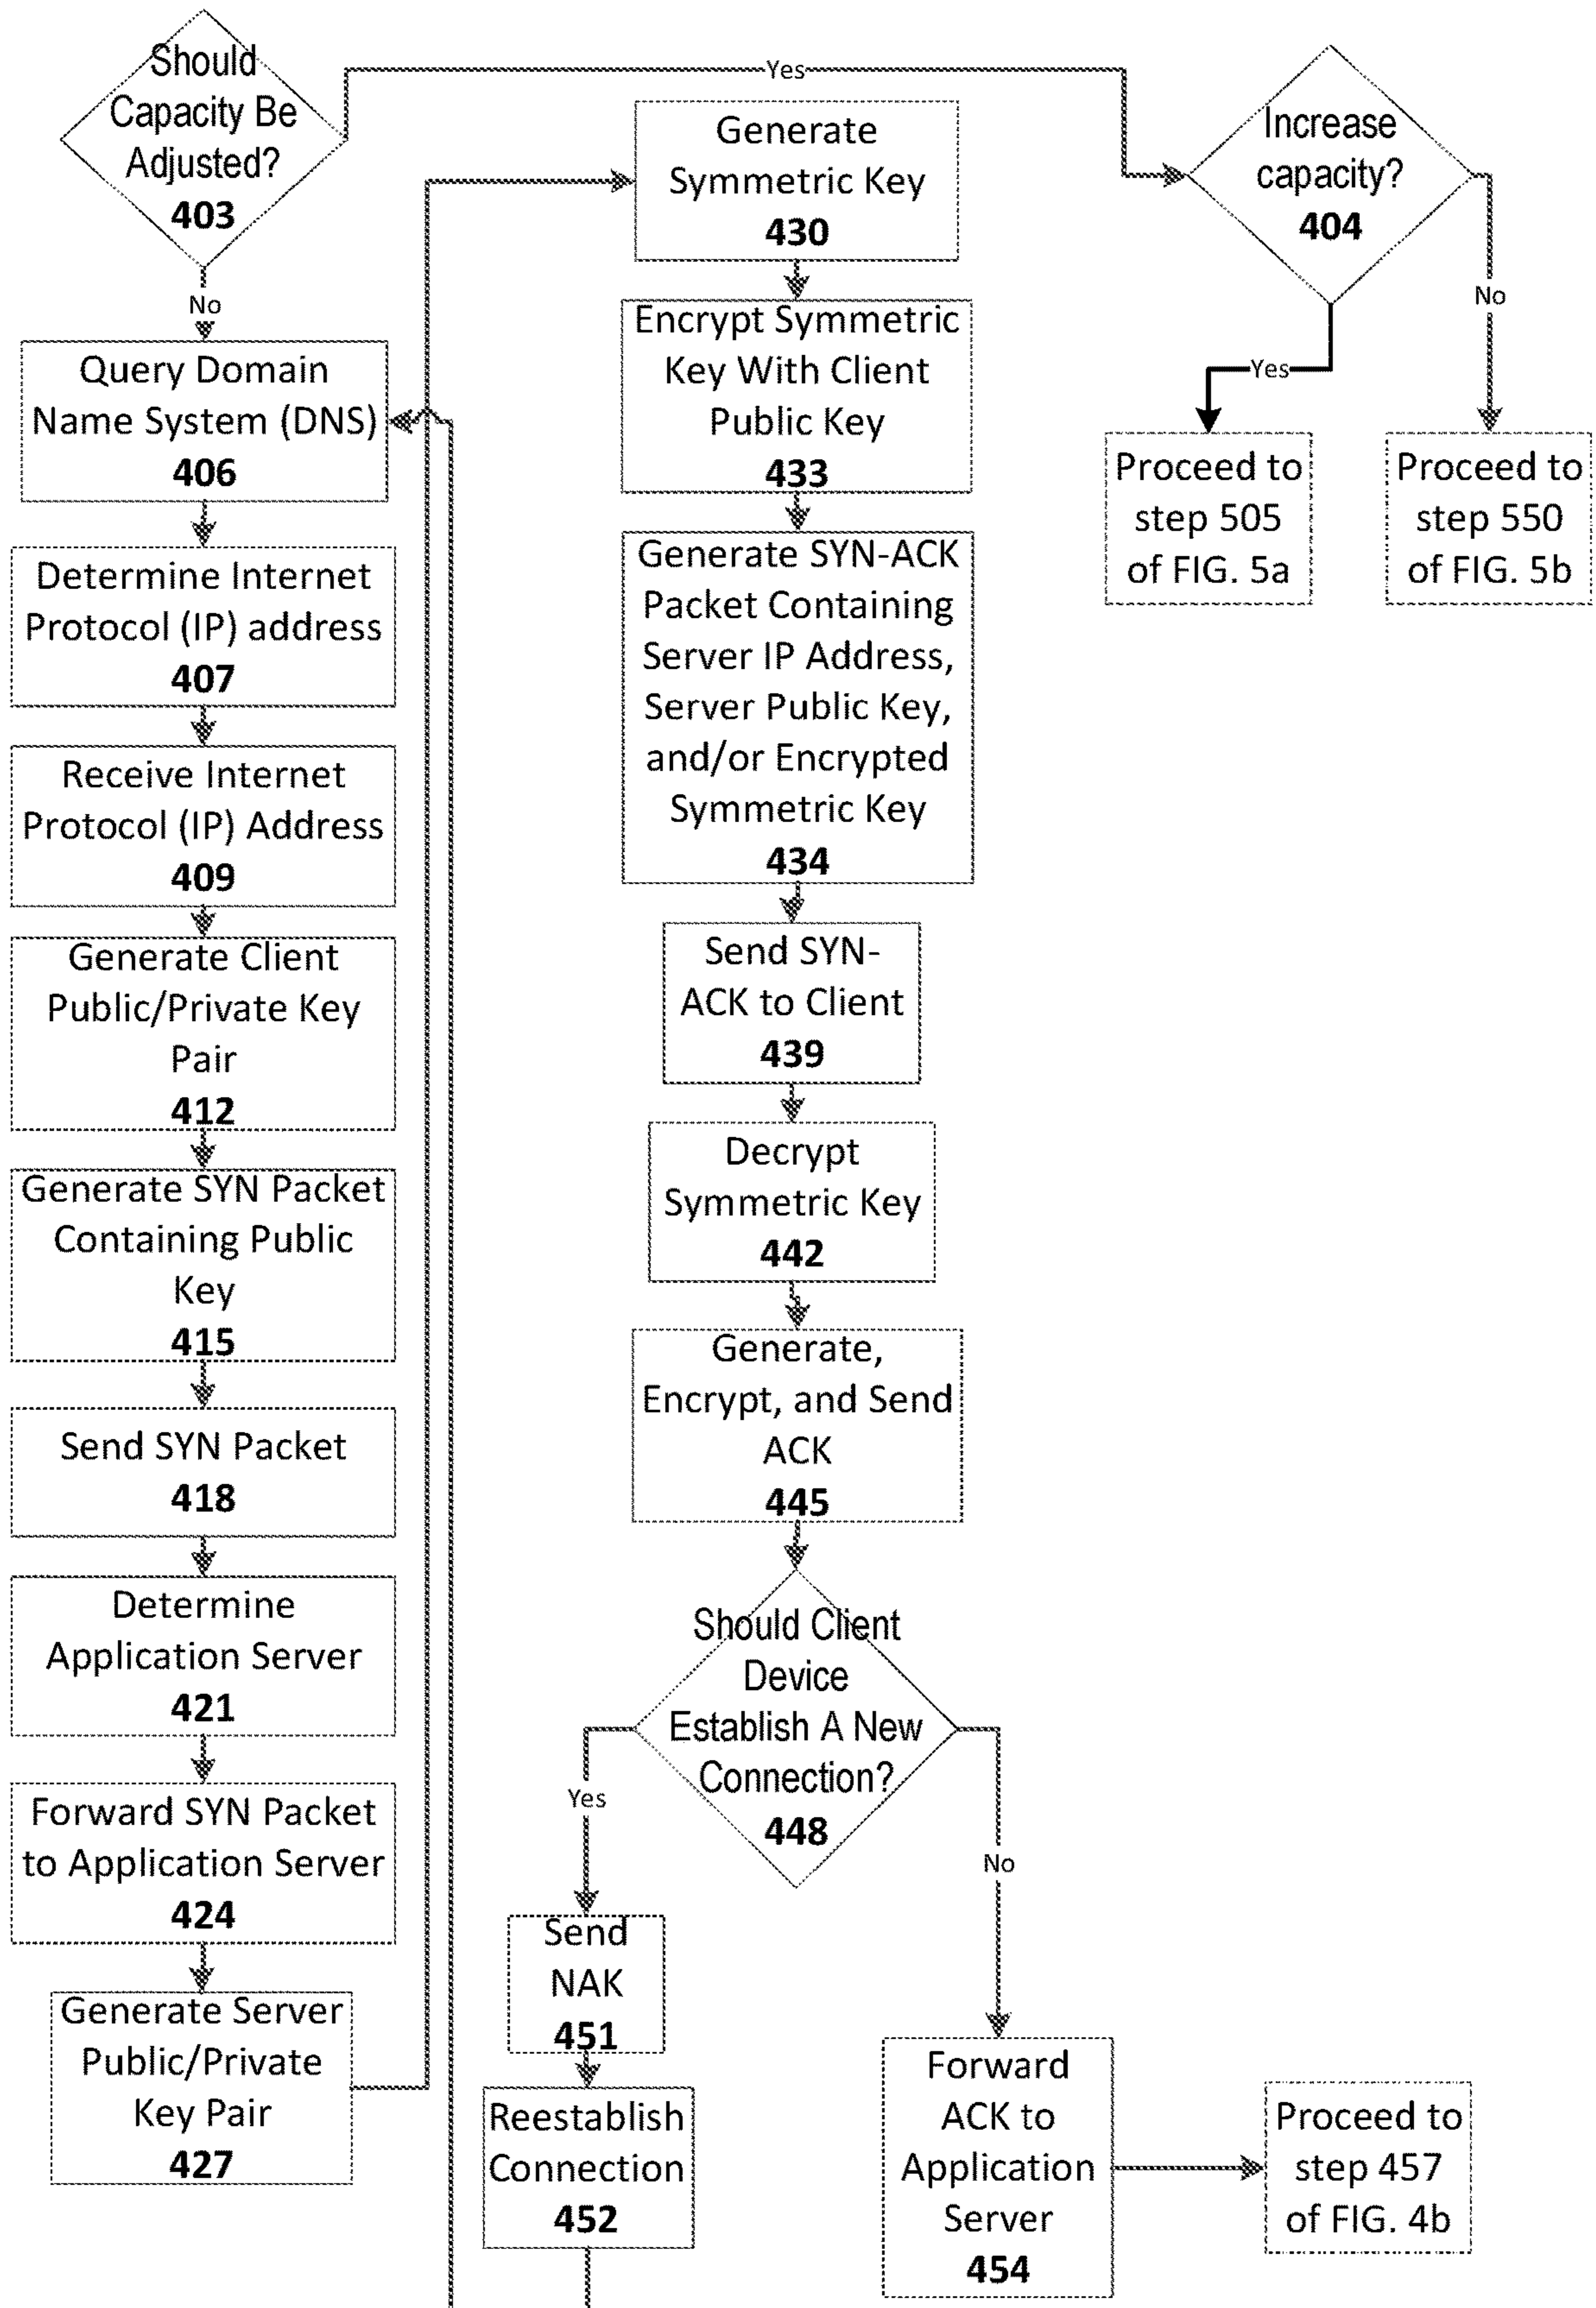 Should
Capacity Be
Adjusted?
403
Yes
No
Query Domain
Name System (DNS)
406
Determine Internet
Protocol (IP) address
407
Receive Internet
Protocol (IP) Address
409
Generate Client
Public/Private Key
Pair
412
Generate SYN Packet
Containing Public
Key
415
Send SYN Packet
418
Determine
Application Server
421
Forward SYN Packet
to Application Server
424
Generate Server
Public/Private
Key Pair
427
Generate
Symmetric Key
430
Encrypt Symmetric
Key With Client
Public Key
433
Generate SYN-ACK
Packet Containing
Server IP Address,
Server Public Key,
and/or Encrypted
Symmetric Key
434
Send SYN-
ACK to Client
439
Decrypt
Symmetric Key
442
Generate,
Encrypt, and Send
ACK
445
Should Client
Device
Establish A New
Connection?
448
Yes
No
Send
NAK
451
Reestablish
Connection
452
Forward
ACK to
Application
Server
454
Proceed to
step 457
of FIG. 4b
Increase
capacity?
404
Yes
No
Proceed to
step 505
of FIG. 5a
Proceed to
step 550
of FIG. 5b